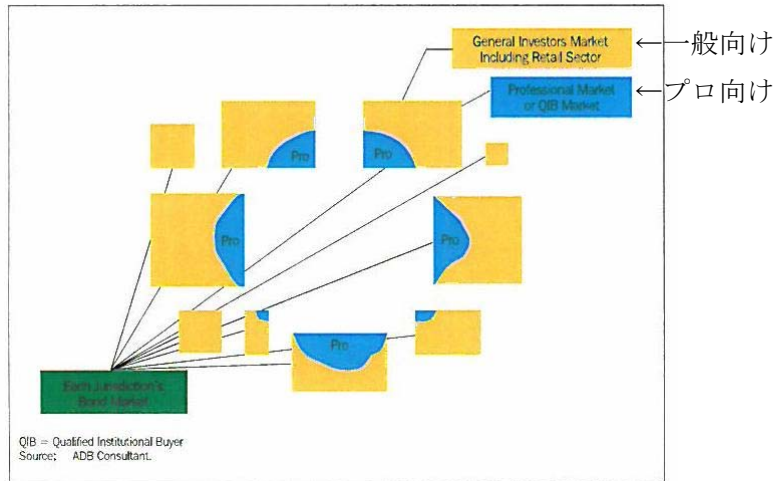 General Investors Market
Including Retail Sector
←一般向け
Professional Market
or QIB Market
←プロ向け
Pro
Pro
Pro
Pro
Pro
Each Jurisdiction's
Bond Market
QIB = Qualified Institutional Buyer
Source: ADB Consultant.